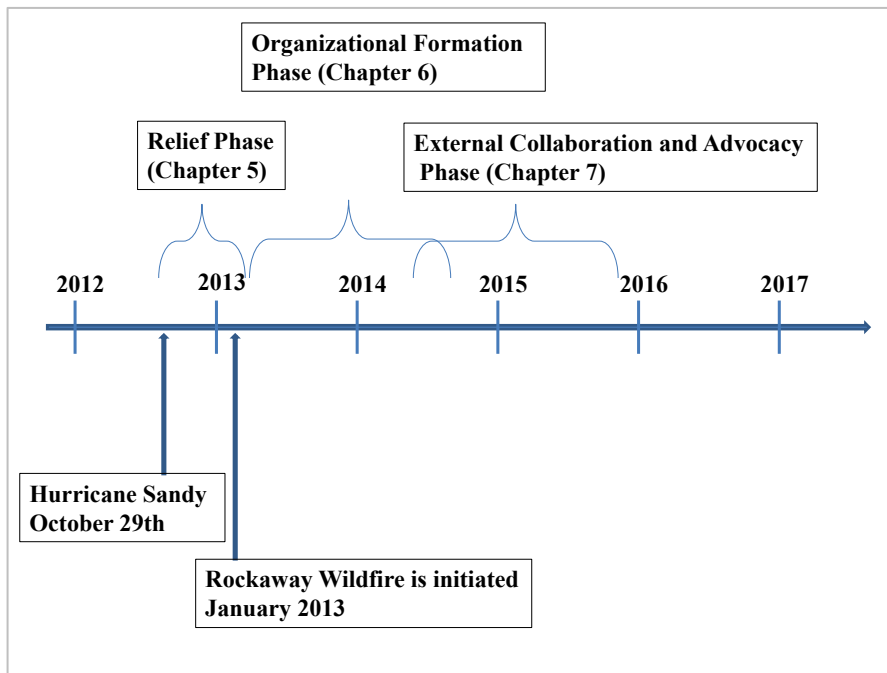 Organizational Formation
Phase (Chapter 6)
Relief Phase
(Chapter 5)
External Collaboration and Advocacy
Phase (Chapter 7)
2012
2013
2014
2015
2016
2017
Hurricane Sandy
October 29th
Rockaway Wildfire is initiated
January 2013